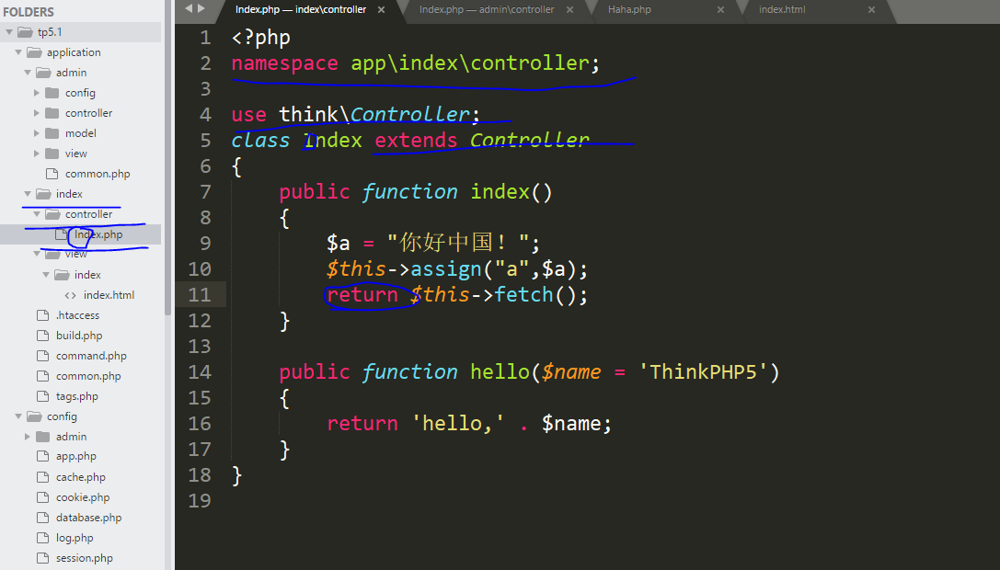 FOLDERS
tp5.1
application
admin
config
controller
model
view
common.php
index
controller
Index.php
view
index
index.html
.htaccess
build.php
command.php
common.php
tags.php
config
admin
app.php
cache.php
cookie.php
database.php
log.php
session.php
Index.php — index\controller × Index.php — admin\controller × Haha.php × index.html ×
1 <?php
2 namespace app\index\controller;
3
4 use think\Controller;
5 class Index extends Controller
6 {
7 public function index()
8 {
9 $a = "你好中国！";
10 $this->assign("a",$a);
11 return $this->fetch();
12 }
13
14 public function hello($name = 'ThinkPHP5')
15 {
16 return 'hello,' . $name;
17 }
18 }
19